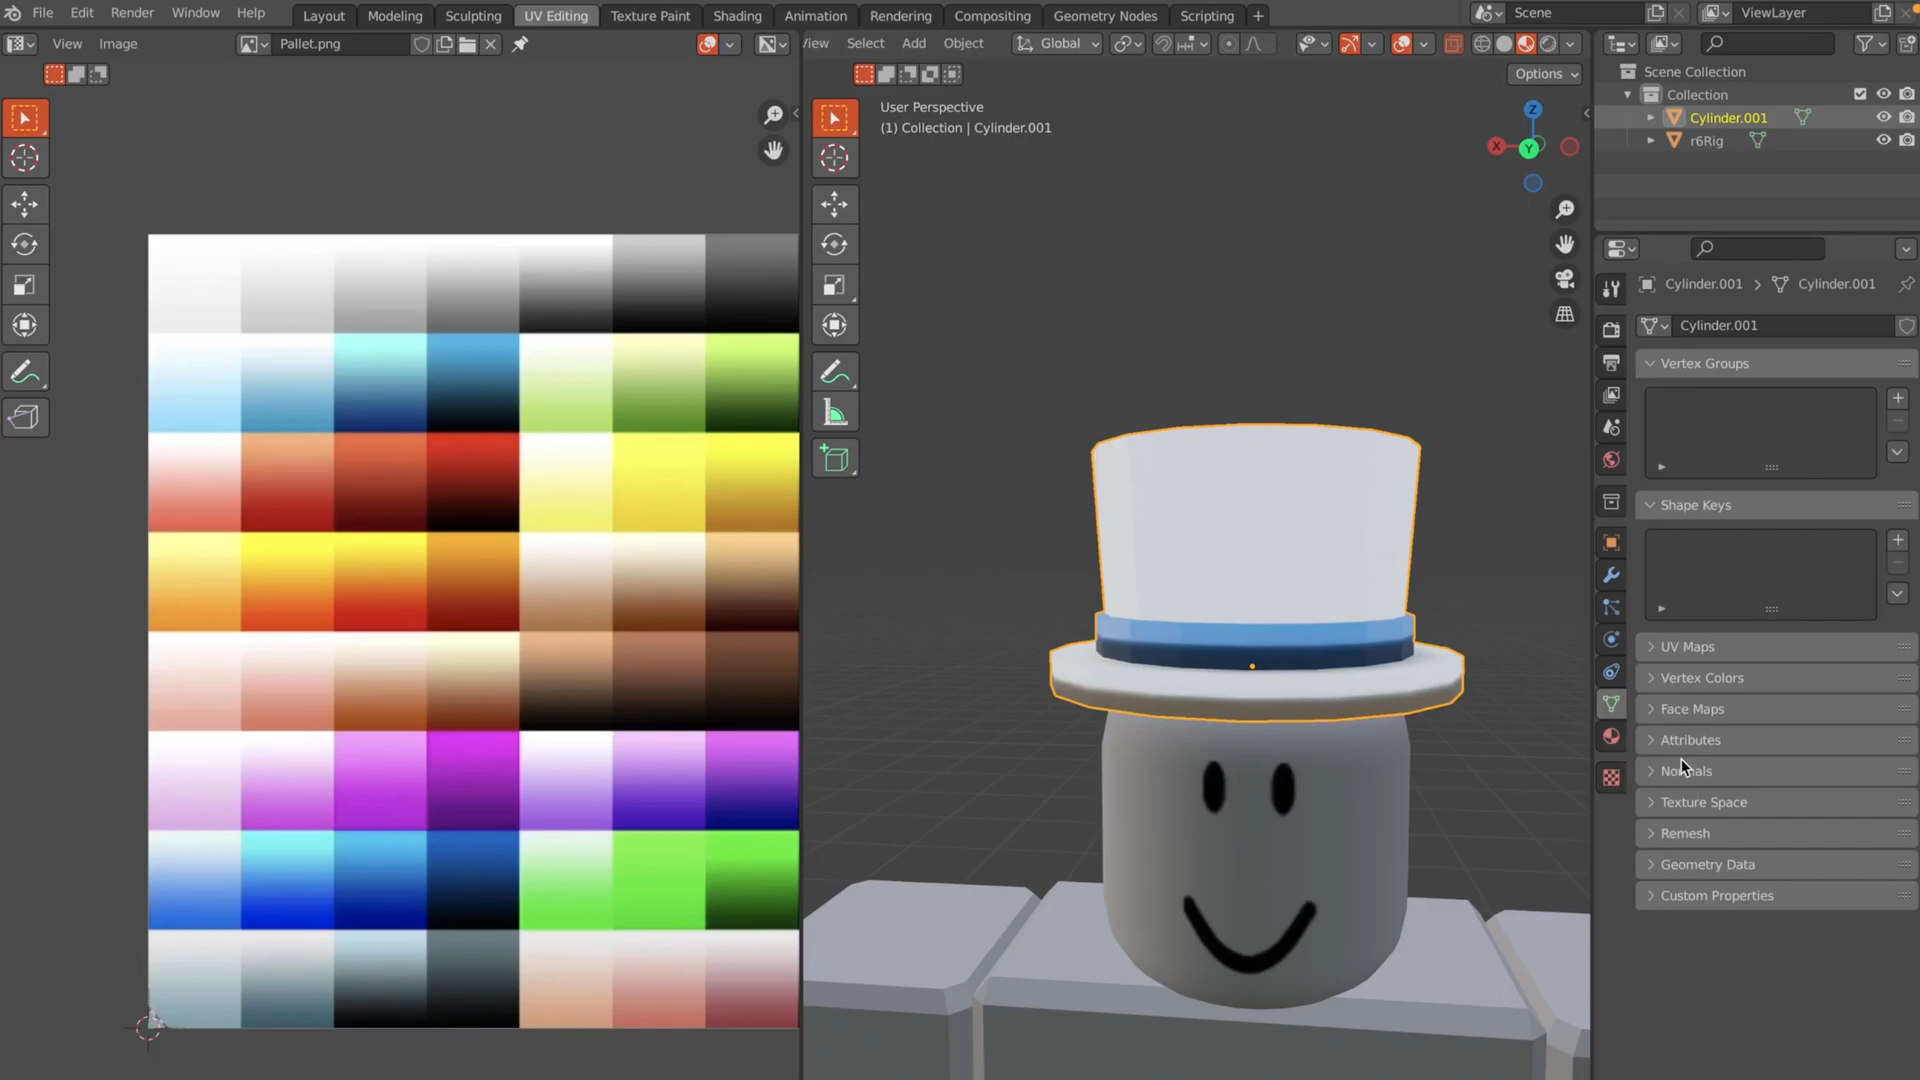 File Edit Render Window Help Layout Modeling Sculpting UV Editing Texture Paint Shading Animation Rendering Compositing Geometry Nodes Scripting + Scene ViewLayer
View Image Pallet.png iew Select Add Object Global
Options
User Perspective
(1) Collection | Cylinder.001
Z
X
Y
Scene Collection
Collection
Cylinder.001
r6Rig
Cylinder.001 > Cylinder.001
Cylinder.001
Vertex Groups
Shape Keys
UV Maps
Vertex Colors
Face Maps
Attributes
Texture Space
Remesh
Geometry Data
Custom Properties